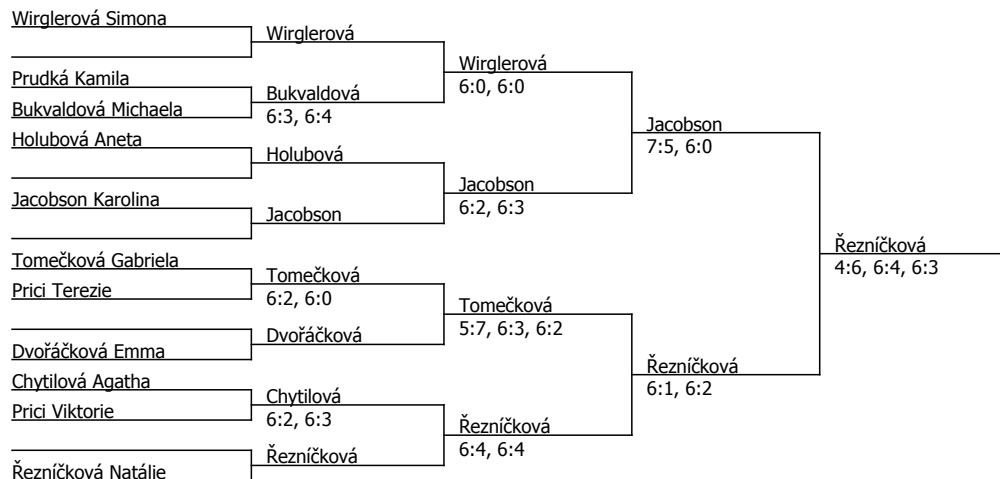 Wirglerová Simona
Prudká Kamila
Bukvaldová Michaela
Holubová Aneta
Jacobson Karolina
Tomečková Gabriela
Prici Terezie
Dvořáčková Emma
Chytilová Agatha
Prici Viktorie
Řezníčková Natálie
Wirglerová
Bukvaldová
6:3, 6:4
Holubová
Jacobson
Tomečková
6:2, 6:0
Dvořáčková
Chytilová
6:2, 6:3
Řezníčková
Wirglerová
6:0, 6:0
Jacobson
6:2, 6:3
Tomečková
5:7, 6:3, 6:2
Řezníčková
6:4, 6:4
Jacobson
7:5, 6:0
Řezníčková
6:1, 6:2
Řezníčková
4:6, 6:4, 6:3